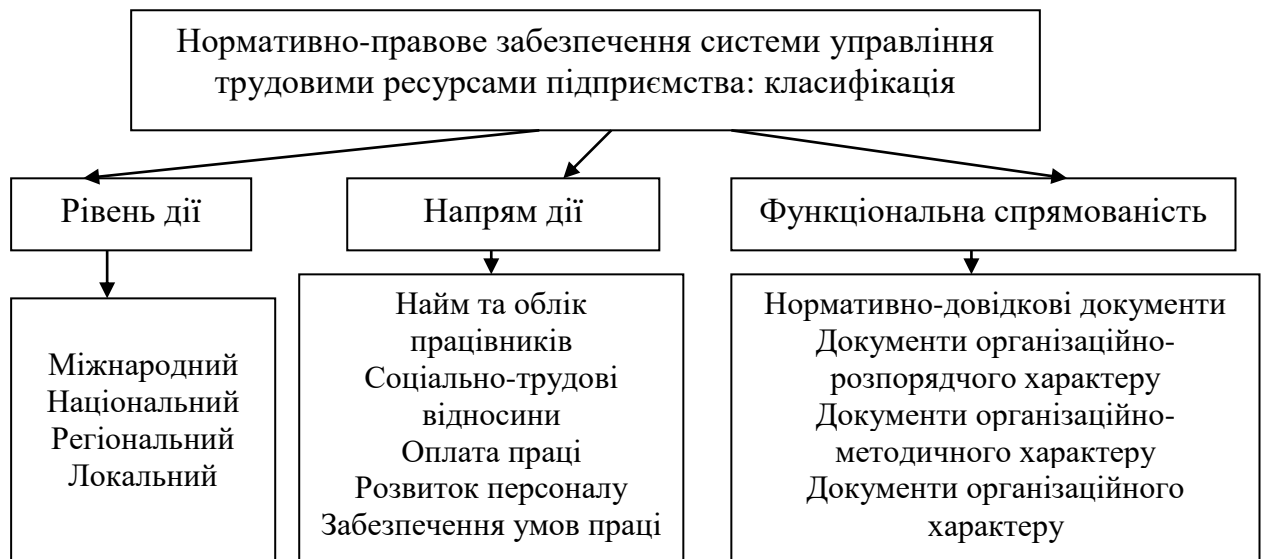 Нормативно-правове забезпечення системи управління
трудовими ресурсами підприємства: класифікація
Рівень дії
Напрям дії
Функціональна спрямованість
Міжнародний
Національний
Регіональний
Локальний
Найм та облік
працівників
Соціально-трудові
відносини
Оплата праці
Розвиток персоналу
Забезпечення умов праці
Нормативно-довідкові документи
Документи організаційно-
розпорядчого характеру
Документи організаційно-
методичного характеру
Документи організаційного
характеру